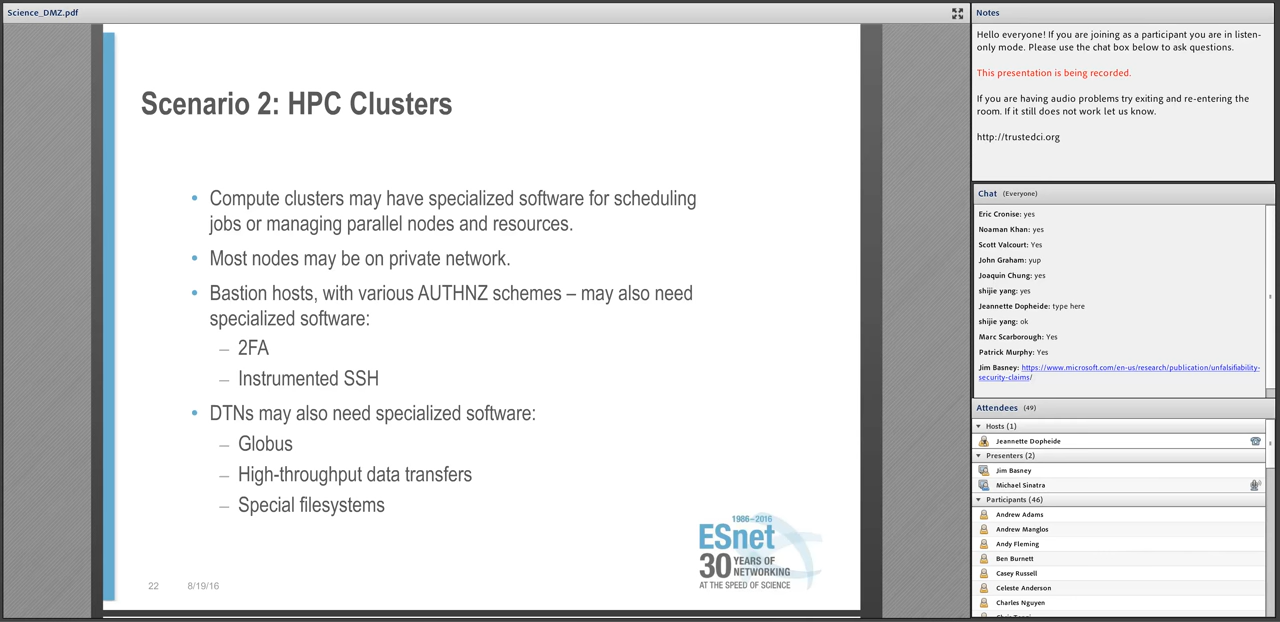 Science_DMZ.pdf
Scenario 2: HPC Clusters
• Compute clusters may have specialized software for scheduling
jobs or managing parallel nodes and resources.
• Most nodes may be on private network.
• Bastion hosts, with various AUTHNZ schemes – may also need
specialized software:
– 2FA
– Instrumented SSH
• DTNs may also need specialized software:
– Globus
– High-throughput data transfers
– Special filesystems
1986–2016
ESnet
30 YEARS OF
NETWORKING
AT THE SPEED OF SCIENCE
22 8/19/16
Notes
Hello everyone! If you are joining as a participant you are in listen-
only mode. Please use the chat box below to ask questions.
This presentation is being recorded.
If you are having audio problems try exiting and re-entering the
room. If it still does not work let us know.
http://trustedci.org
Chat (Everyone)
Eric Cronise: yes
Noaman Khan: yes
Scott Valcourt: Yes
John Graham: yup
Joaquin Chung: yes
shijie yang: yes
Jeannette Dopheide: type here
shijie yang: ok
Marc Scarborough: Yes
Patrick Murphy: Yes
Jim Basney: https://www.microsoft.com/en-us/research/publication/unfalsifiability-
security-claims/
Attendees (49)
Hosts (1)
Jeannette Dopheide
Presenters (2)
Jim Basney
Michael Sinatra
Participants (46)
Andrew Adams
Andrew Manglos
Andy Fleming
Ben Burnett
Casey Russell
Celeste Anderson
Charles Nguyen